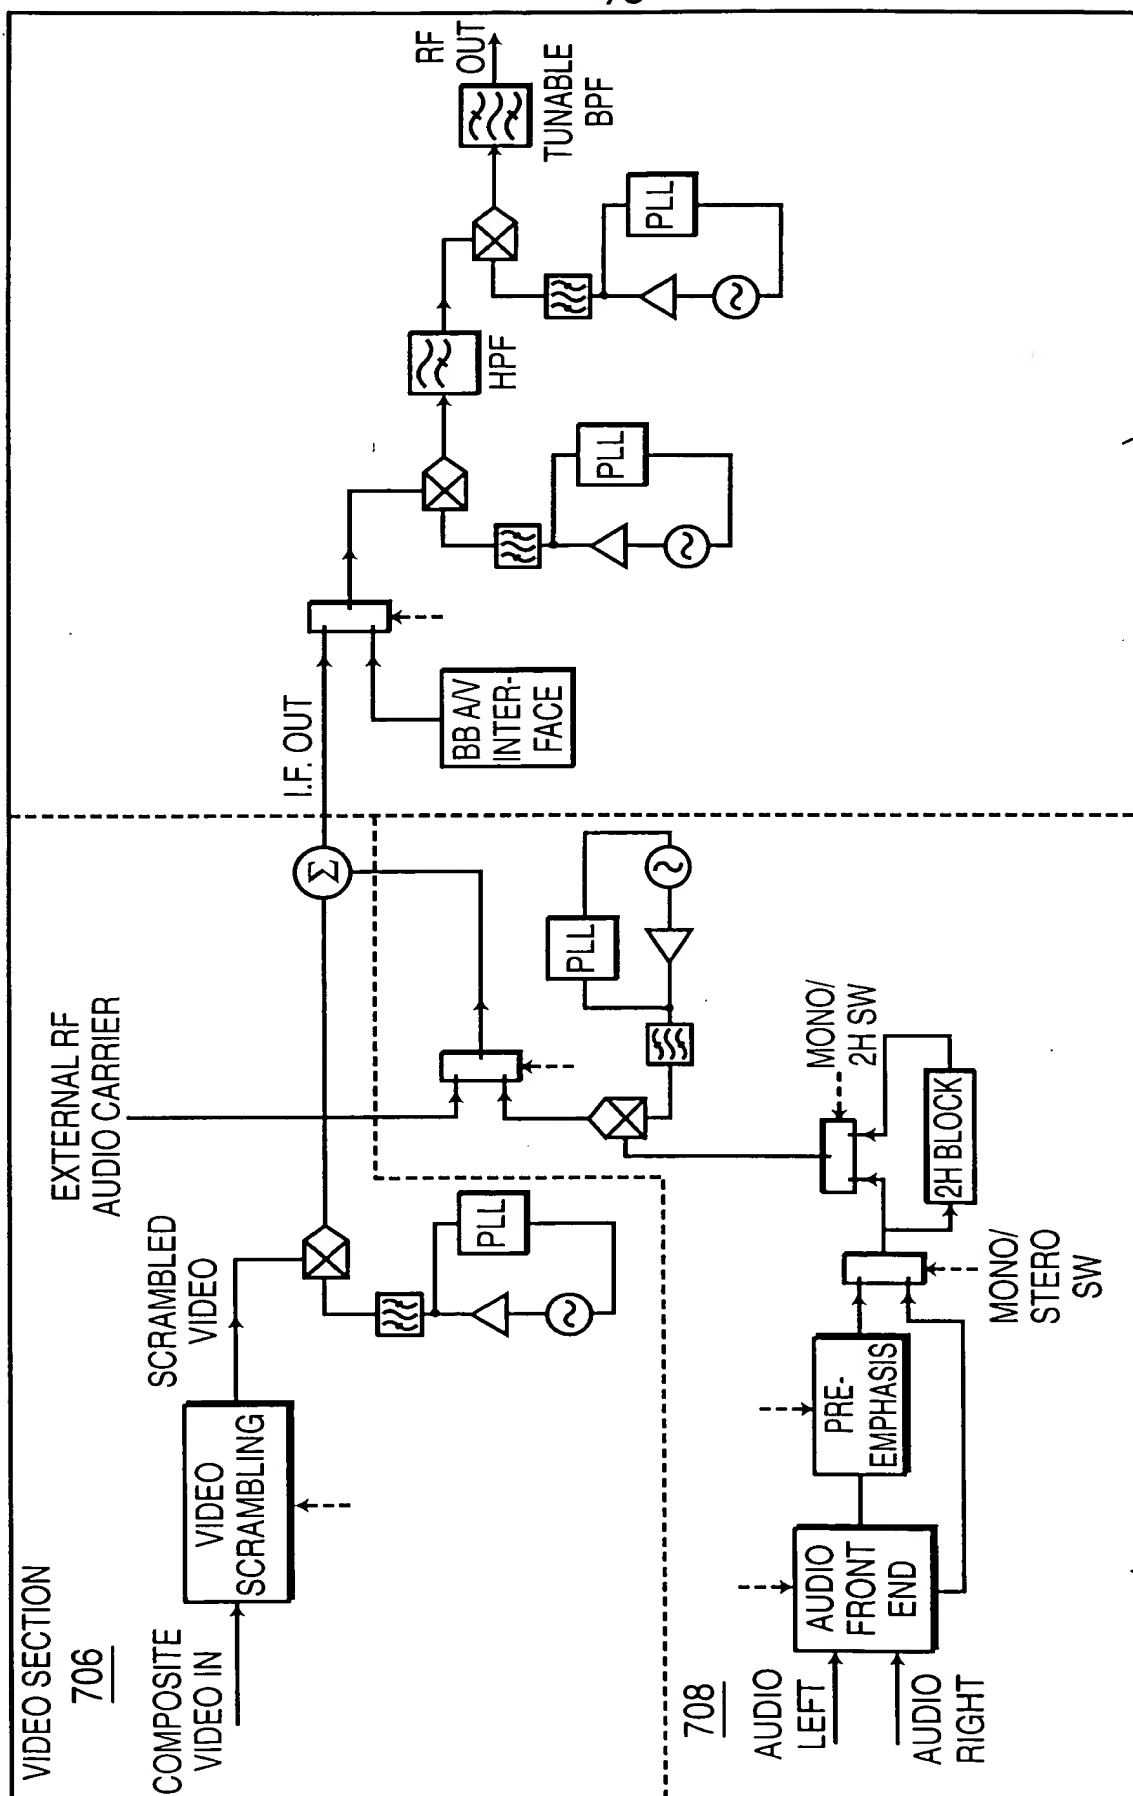 VIDEO SECTION
706
COMPOSITE
VIDEO IN
VIDEO
SCRAMBLING
SCRAMBLED
VIDEO
PLL
EXTERNAL RF
AUDIO CARRIER
Σ
I.F. OUT
BB A/V
INTER-
FACE
PLL
HPF
PLL
RF
OUT
TUNABLE
BPF
708
AUDIO
LEFT
AUDIO
RIGHT
AUDIO
FRONT
END
PRE-
EMPHASIS
MONO/
STERO
SW
2H BLOCK
MONO/
2H SW
PLL